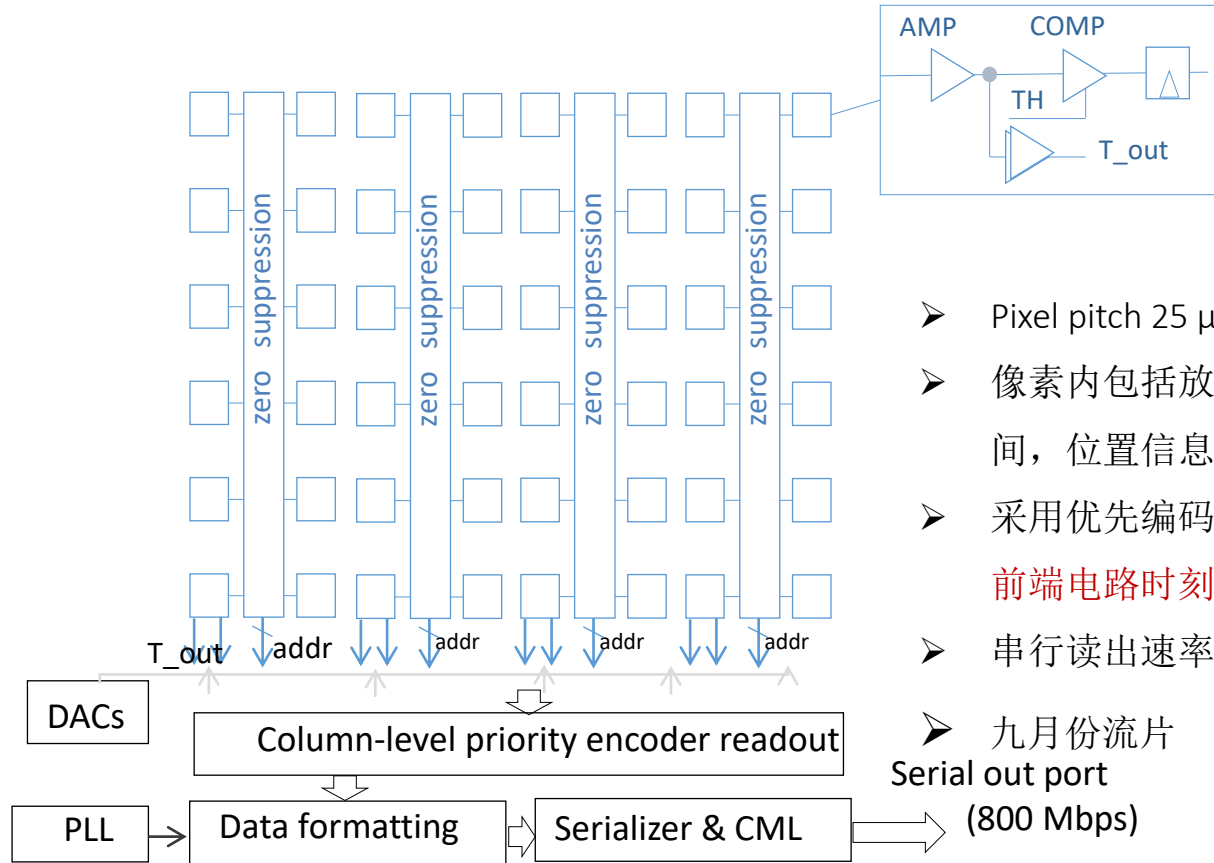 AMP
COMP
TH
T_out
zero suppression
zero suppression
zero suppression
zero suppression
Pixel pitch 25 μ
像素内包括放
间，位置信息
采用优先编码
前端电路时刻
串行读出速率
九月份流片
T_out
addr
addr
addr
addr
DACs
Column-level priority encoder readout
Serial out port
(800 Mbps)
PLL
Data formatting
Serializer & CML